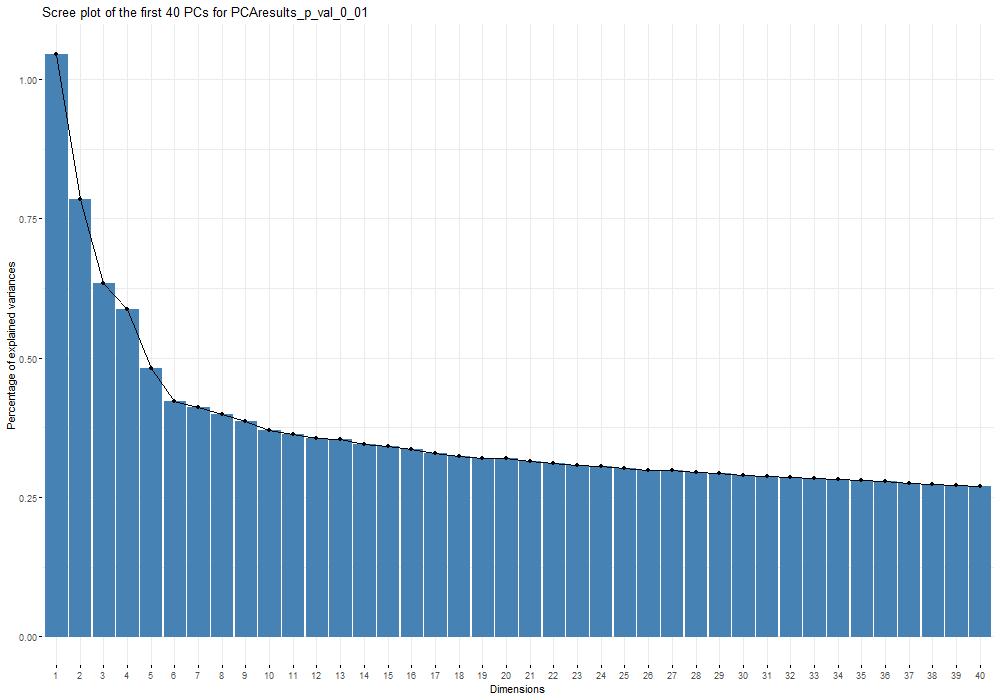 Scree plot of the first 40 PCs for PCAresults_p_val_0_01
1.00
0.75
0.50
0.25
0.00
Percentage of explained variances
1 2 3 4 5 6 7 8 9 10 11 12 13 14 15 16 17 18 19 20 21 22 23 24 25 26 27 28 29 30 31 32 33 34 35 36 37 38 39 40
Dimensions